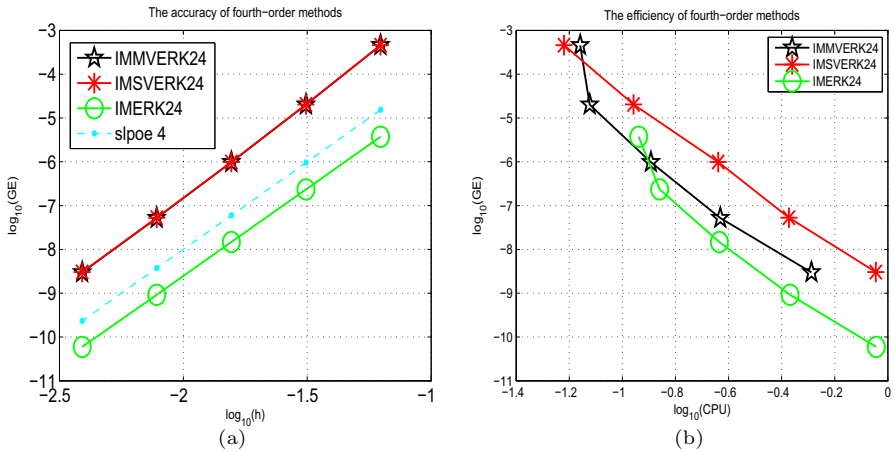 The accuracy of fourth−order methods
−3
−4
−5
−6
−7
−8
−9
−10
−11
log10(GE)
IMMVERK24
IMSVERK24
IMERK24
slpoe 4
−2.5
−2
−1.5
−1
log10(h)
(a)
The efficiency of fourth−order methods
−3
−4
−5
−6
−7
−8
−9
−10
−11
log10(GE)
IMMVERK24
IMSVERK24
IMERK24
−1.4
−1.2
−1
−0.8
−0.6
−0.4
−0.2
0
log10(CPU)
(b)